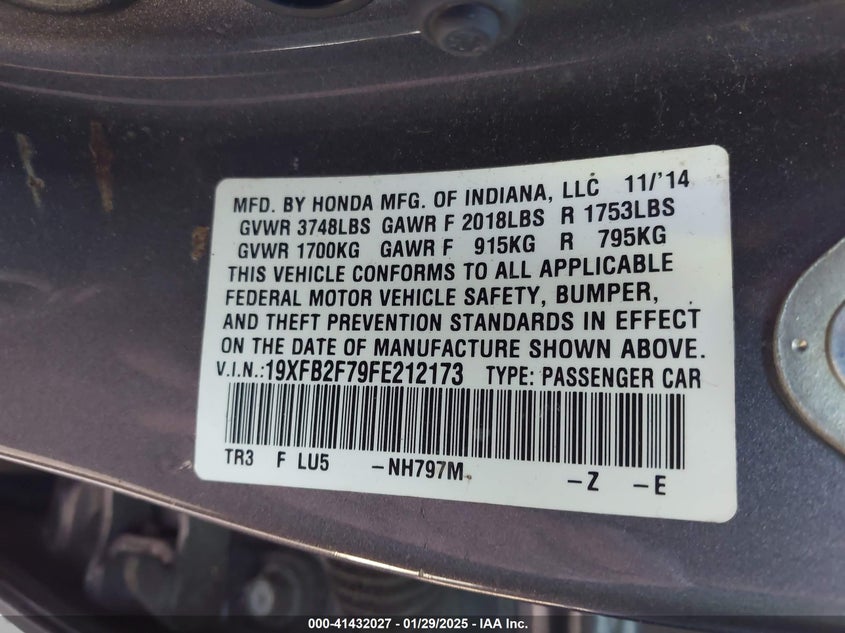 MFD. BY HONDA MFG. OF INDIANA, LLC 11/'14
GVWR 3748LBS GAWR F 2018LBS R 1753LBS
GVWR 1700KG GAWR F 915KG R 795KG
THIS VEHICLE CONFORMS TO ALL APPLICABLE
FEDERAL MOTOR VEHICLE SAFETY, BUMPER,
AND THEFT PREVENTION STANDARDS IN EFFECT
ON THE DATE OF MANUFACTURE SHOWN ABOVE.
V.I.N.:19XFB2F79FE212173 TYPE: PASSENGER CAR
TR3 F LU5 -NH797M -Z -E
000-41432027 - 01/29/2025 - IAA Inc.